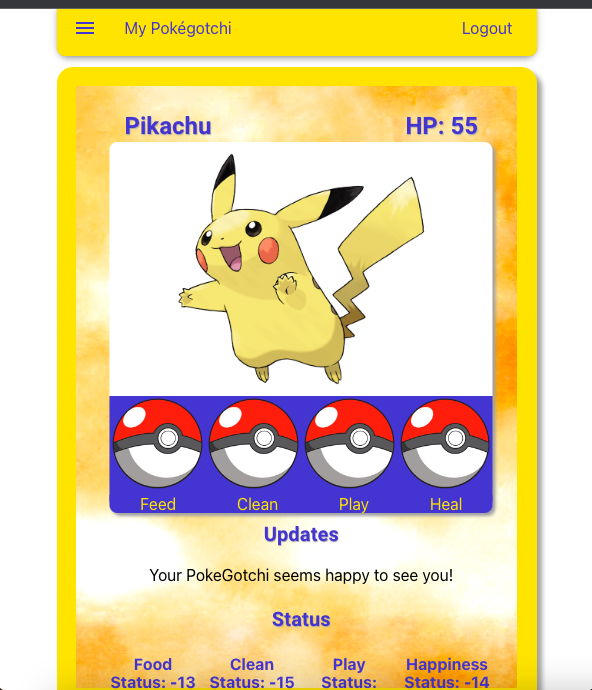 My Pokégotchi Logout
Pikachu HP: 55
Feed Clean Play Heal
Updates
Your PokeGotchi seems happy to see you!
Status
Food Clean Play Happiness
Status: -13 Status: -15 Status: Status: -14